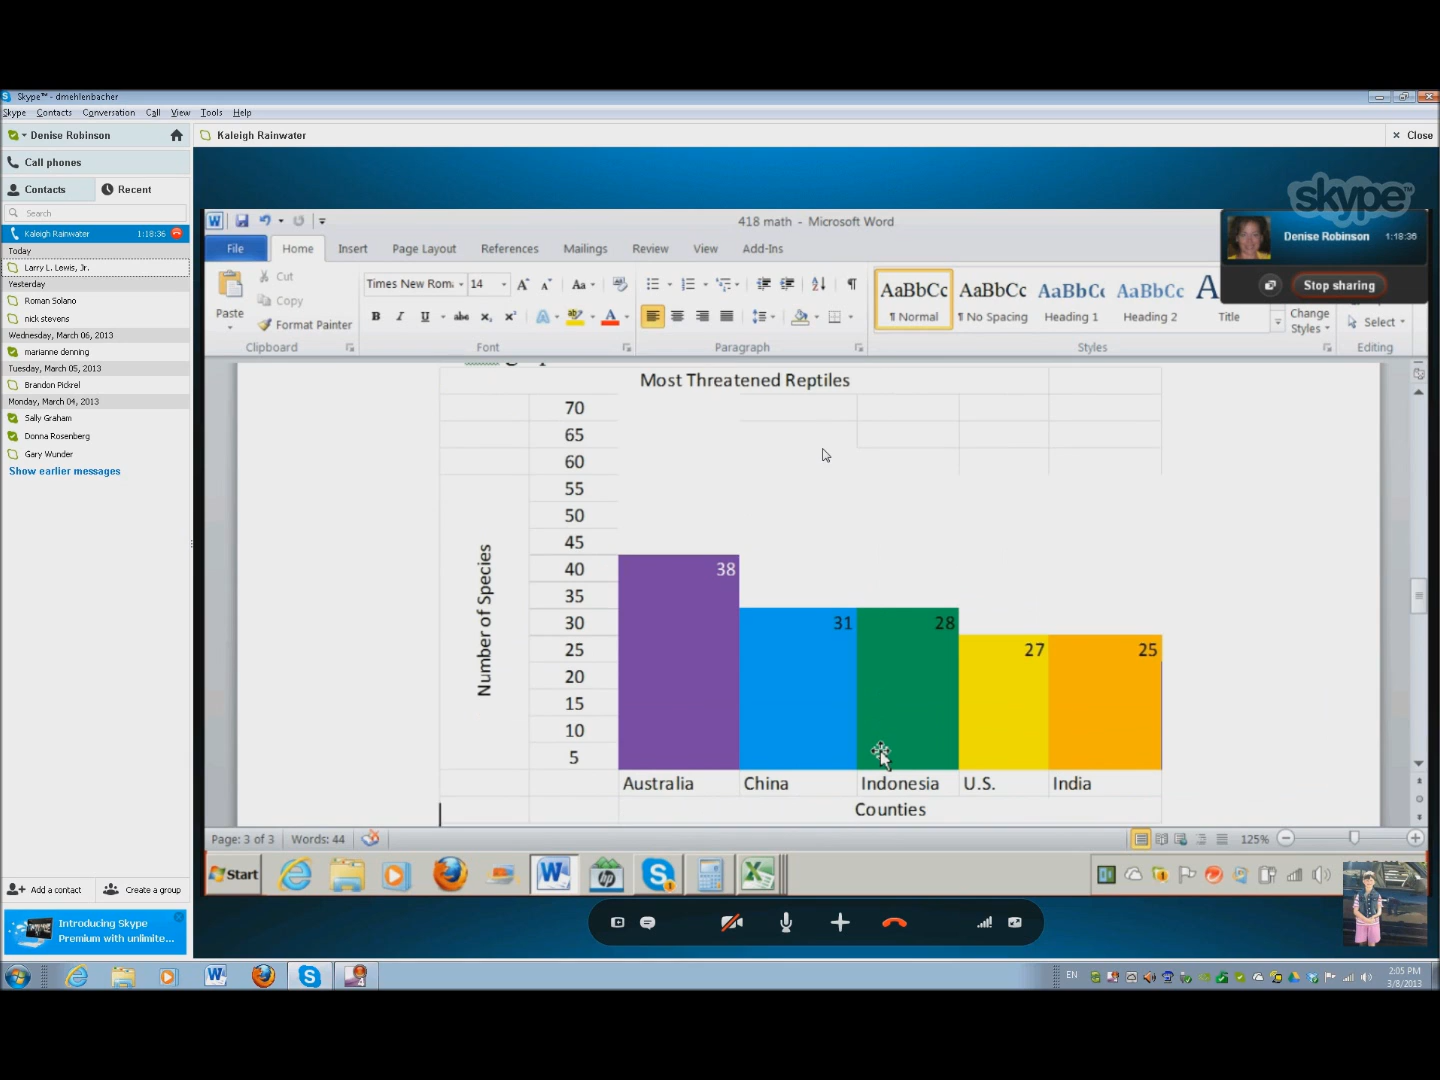 Skype™ - dmehlenbacher
Skype Contacts Conversation Call View Tools Help
Denise Robinson
Kaleigh Rainwater
Close
Call phones
Contacts
Recent
Search
Kaleigh Rainwater 1:18:36
Today
Larry L. Lewis, Jr.
Yesterday
Roman Solano
nick stevens
Wednesday, March 06, 2013
marianne denning
Tuesday, March 05, 2013
Brandon Pickrel
Monday, March 04, 2013
Sally Graham
Donna Rosenberg
Gary Wunder
Show earlier messages
Add a contact
Create a group
Introducing Skype
Premium with unlimite...
skype™
418 math - Microsoft Word
Denise Robinson 1:18:36
Stop sharing
File Home Insert Page Layout References Mailings Review View Add-Ins
Paste
Cut
Copy
Format Painter
Clipboard
Times New Rom 14
Font
Paragraph
AaBbCc AaBbCc AaBbC AaBbCc A
¶ Normal ¶ No Spacing Heading 1 Heading 2 Title
Change
Styles
Styles
Select
Editing
Most Threatened Reptiles
Number of Species
70
65
60
55
50
45
40
35
30
25
20
15
10
5
38
31
28
27
25
Australia China Indonesia U.S. India
Counties
Page: 3 of 3 Words: 44
125%
Start
EN
2:05 PM
3/8/2013